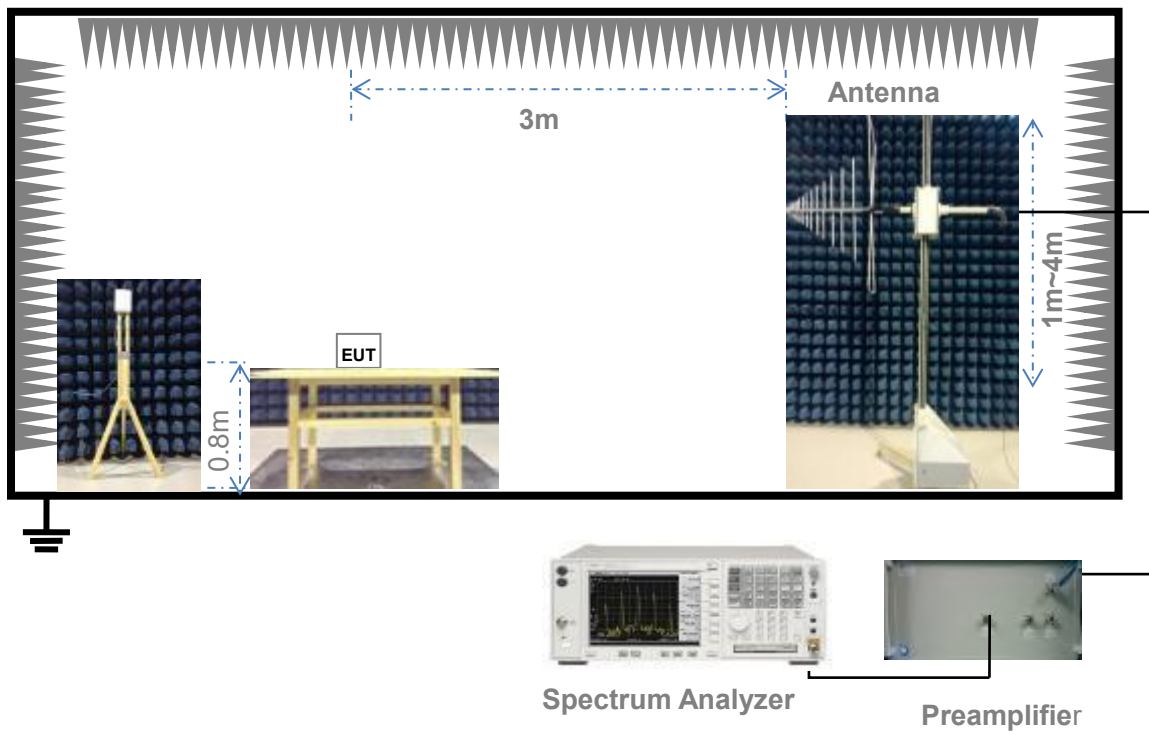 Antenna
3m
1m~4m
EUT
0.8m
Spectrum Analyzer
Preamplifier